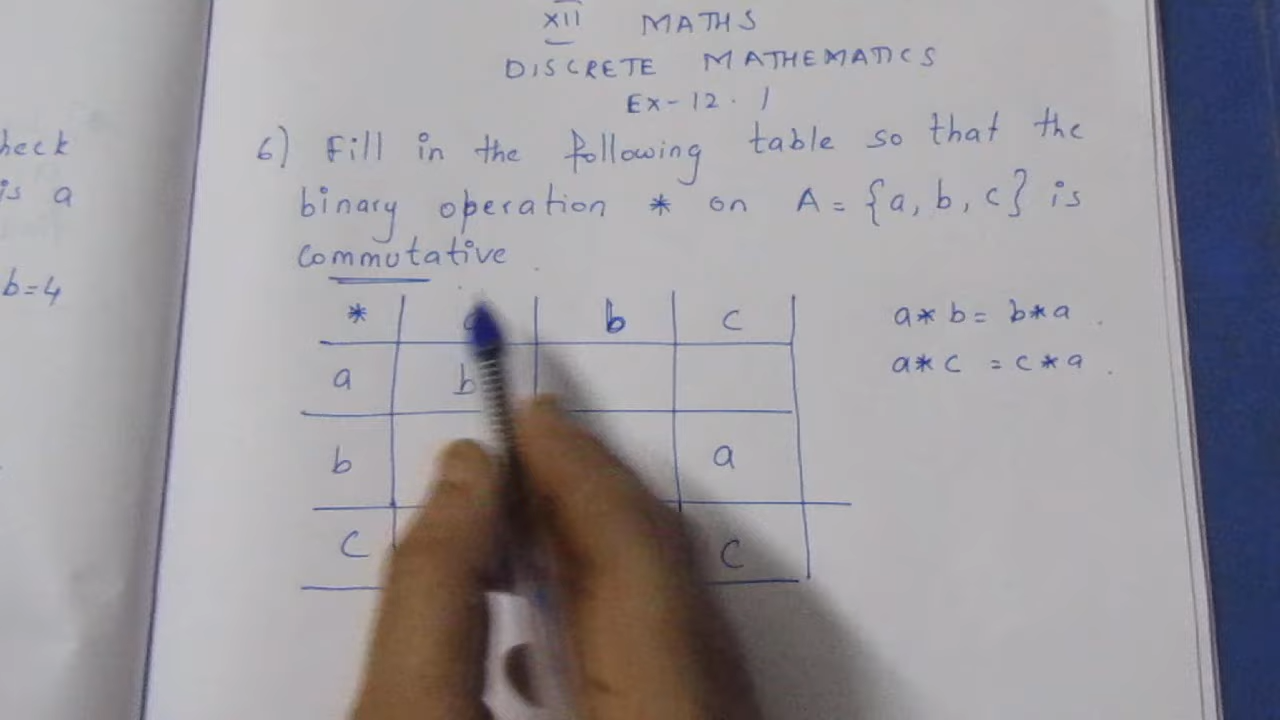 XII MATHS
DISCRETE MATHEMATICS
Ex-12.1
heck
is a
b=4
6) Fill in the following table so that the
binary operation * on A = {a, b, c} is
commutative
* b c
a b
b a
c c
a * b = b * a .
a * c = c * a .